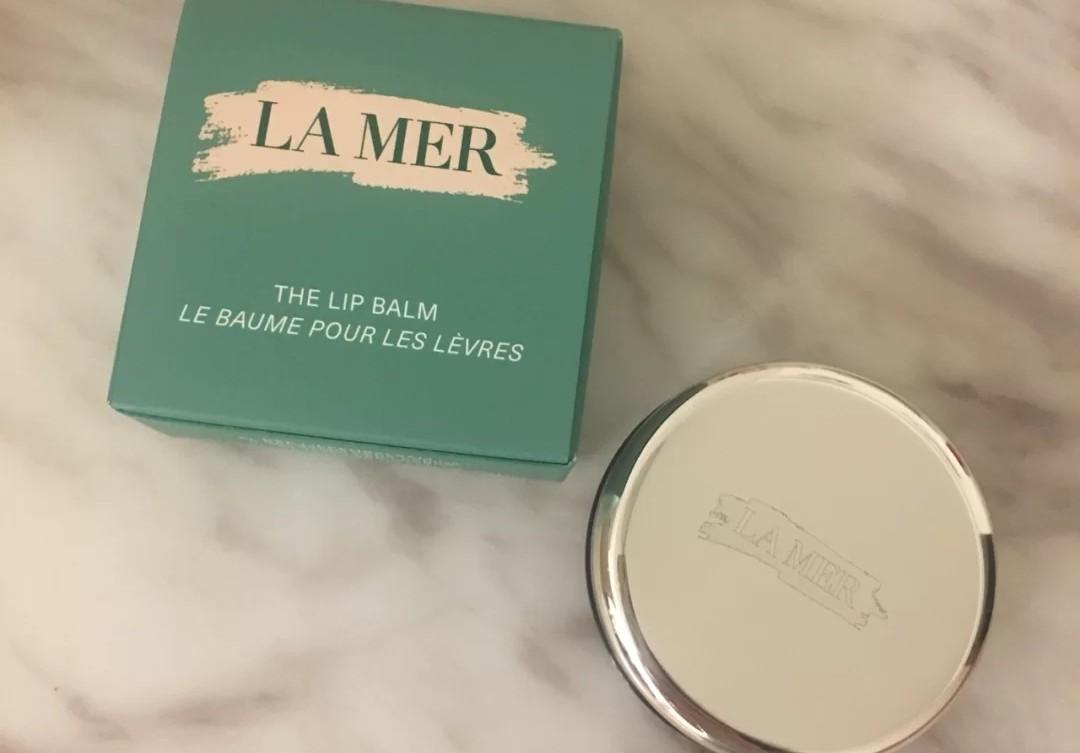 LA MER
THE LIP BALM
LE BAUME POUR LES LÈVRES
LA MER